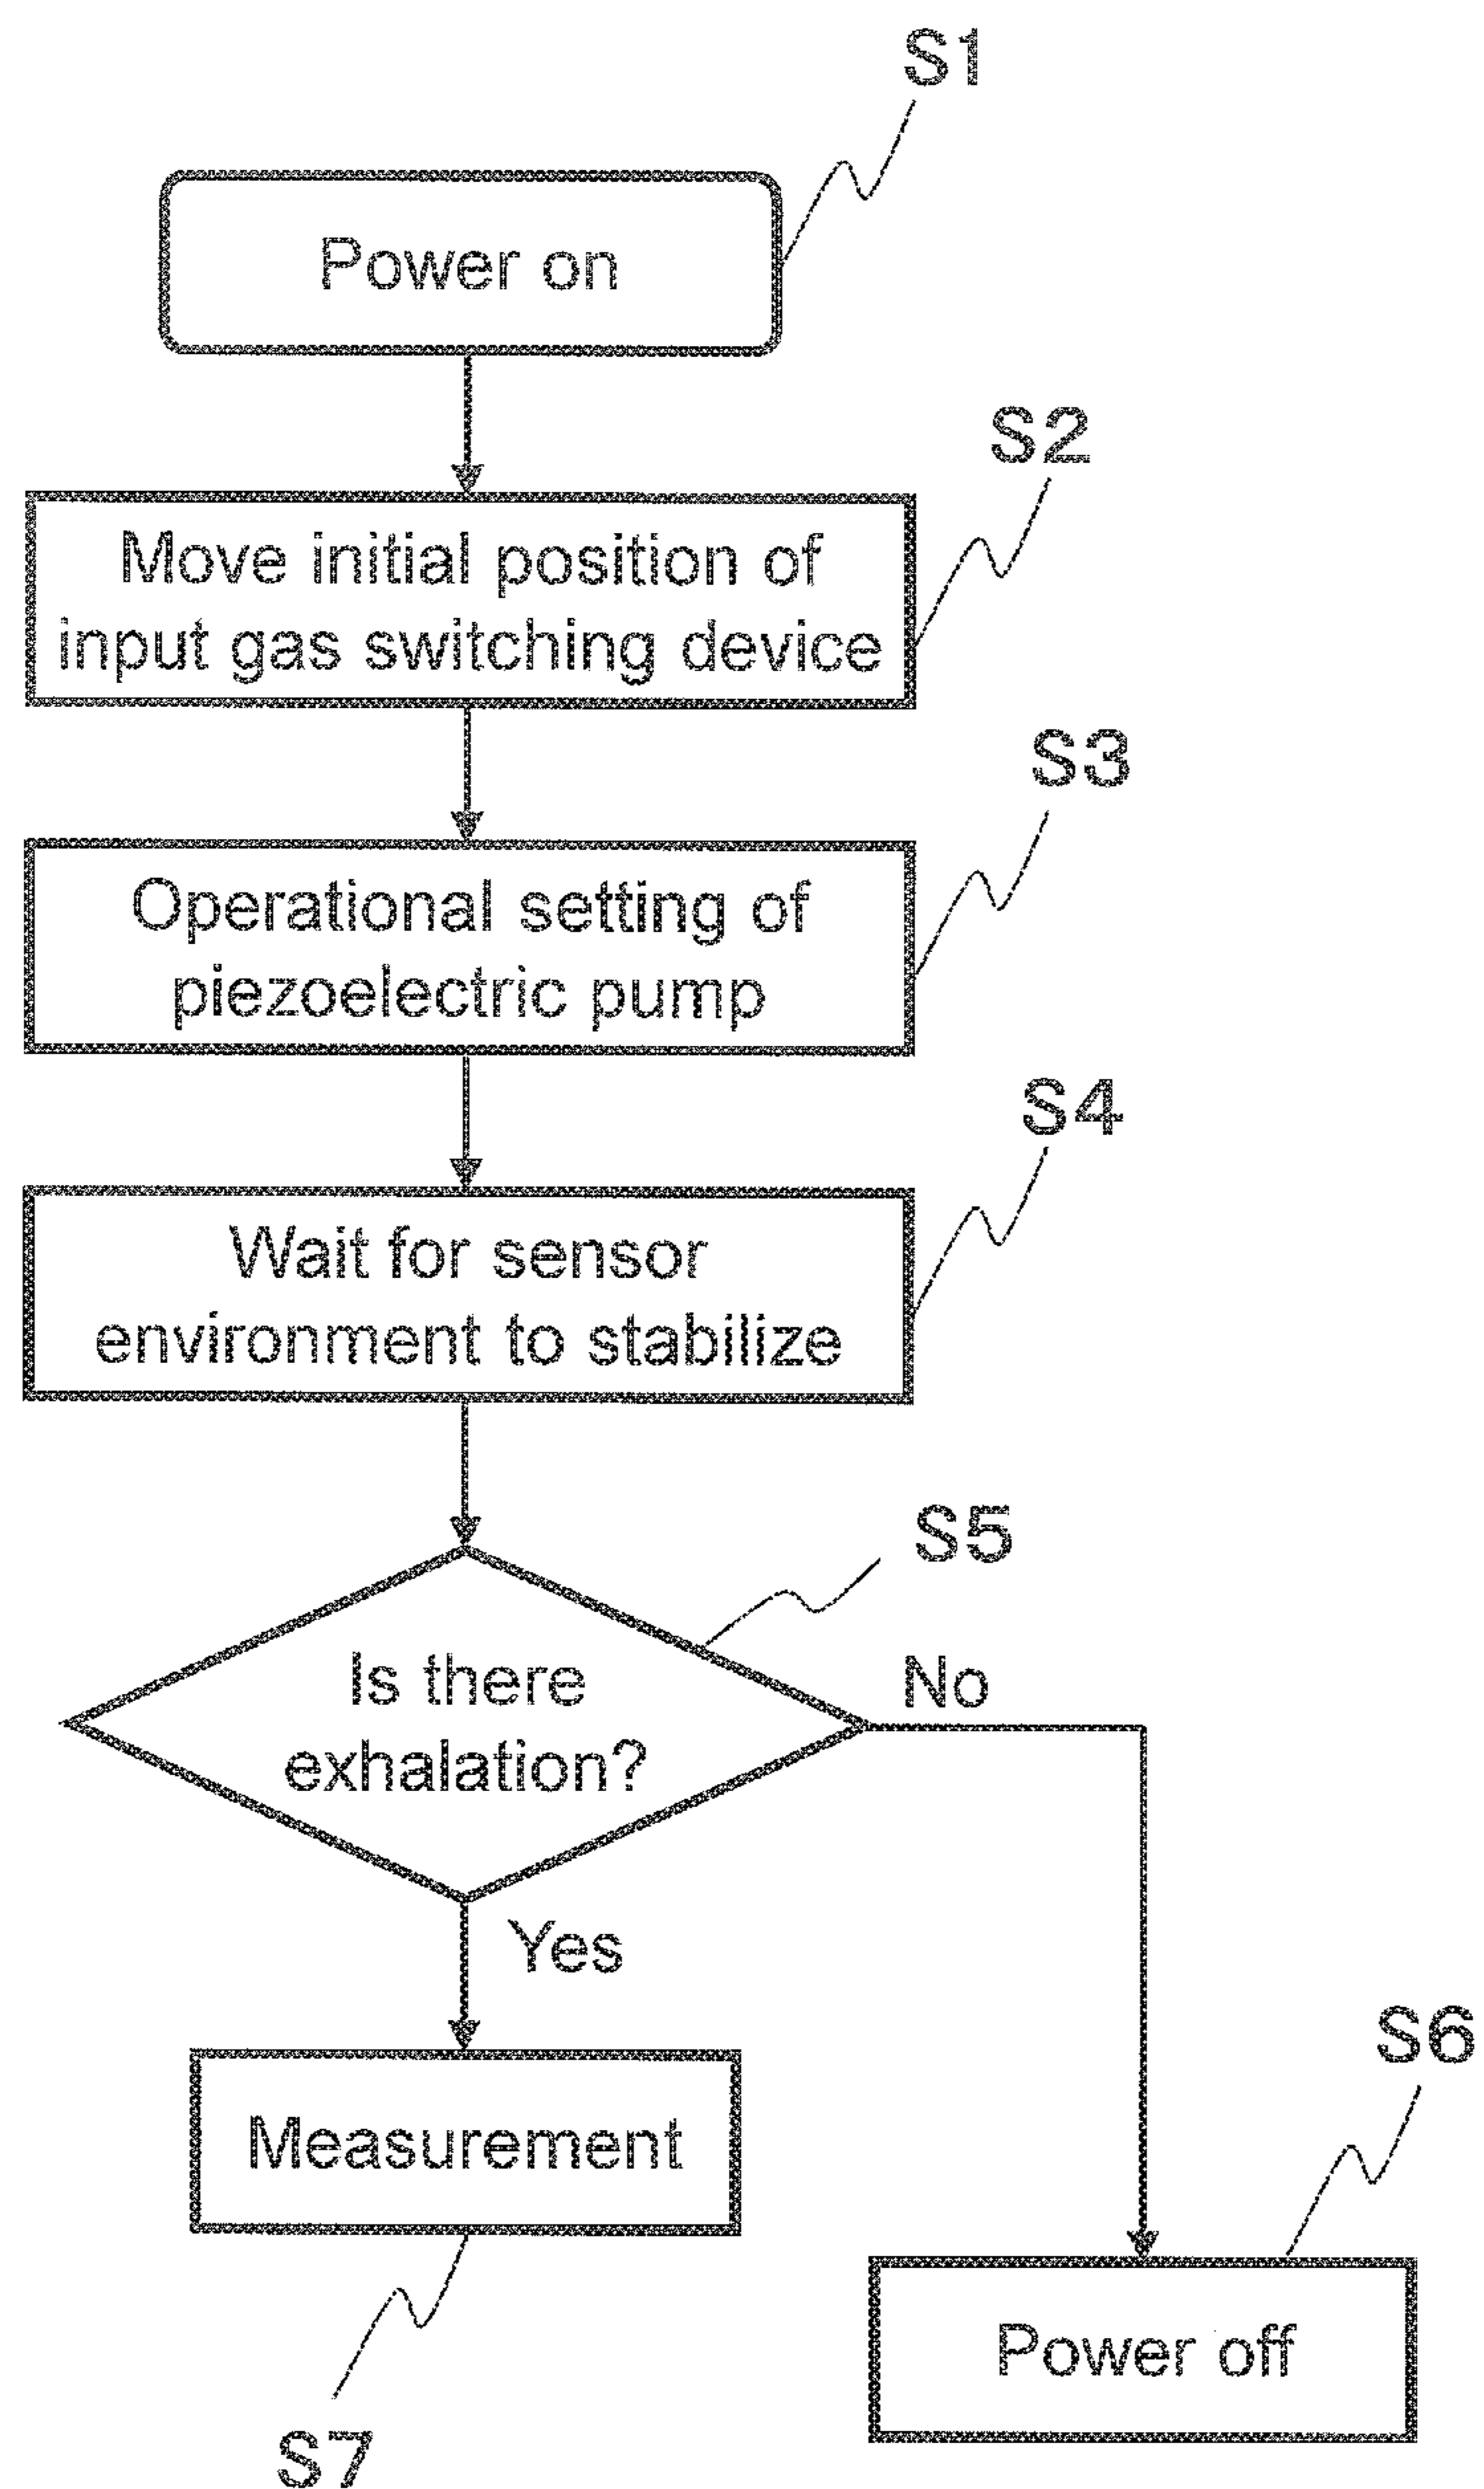 S1
Power on
S2
Move initial position of
input gas switching device
S3
Operational setting of
piezoelectric pump
S4
Wait for sensor
environment to stabilize
S5
Is there
exhalation?
No
Yes
S6
Measurement
Power off
S7